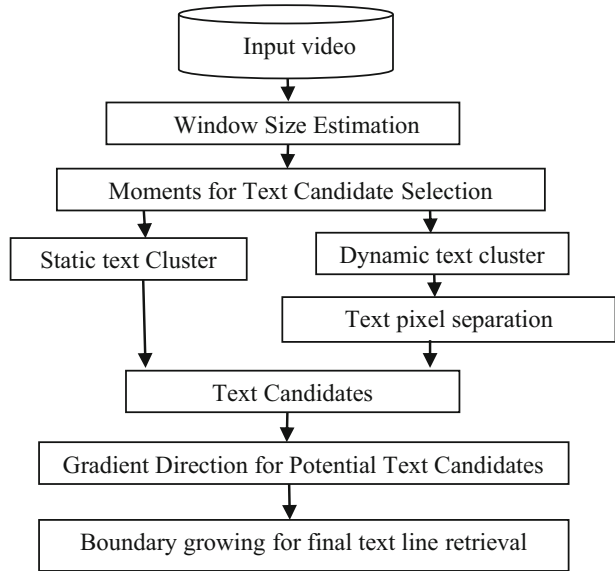 Input video
Window Size Estimation
Moments for Text Candidate Selection
Static text Cluster
Dynamic text cluster
Text pixel separation
Text Candidates
Gradient Direction for Potential Text Candidates
Boundary growing for final text line retrieval